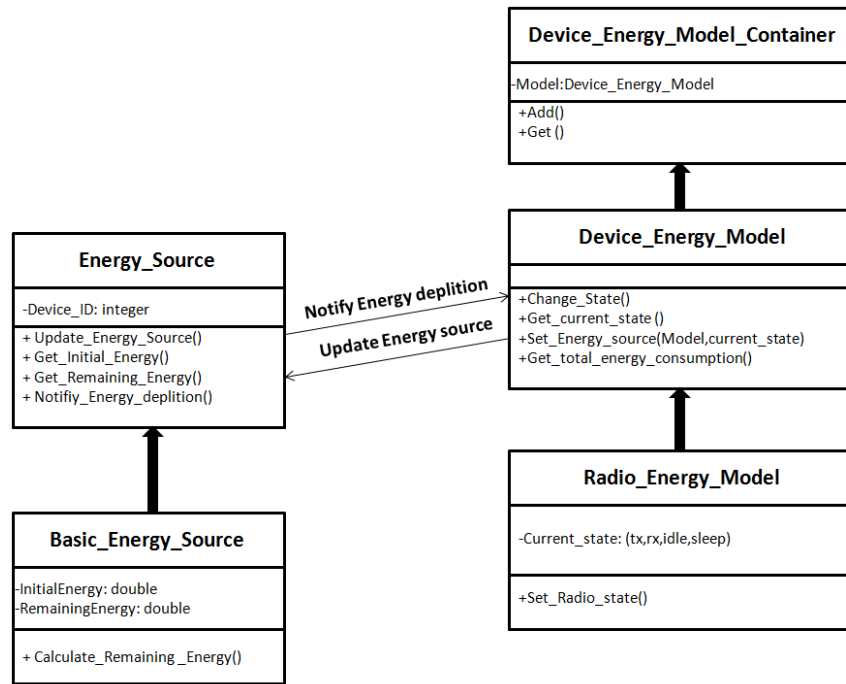 Device_Energy_Model_Container
-Model:Device_Energy_Model
+Add()
+Get ()
Energy_Source
-Device_ID: integer
+ Update_Energy_Source()
+ Get_Initial_Energy()
+ Get_Remaining_Energy()
+ Notifiy_Energy_deplition()
Notify Energy deplition
Update Energy source
Device_Energy_Model
+Change_State()
+Get_current_state ()
+Set_Energy_source(Model,current_state)
+Get_total_energy_consumption()
Basic_Energy_Source
-InitialEnergy: double
-RemainingEnergy: double
+ Calculate_Remaining _Energy()
Radio_Energy_Model
-Current_state: (tx,rx,idle,sleep)
+Set_Radio_state()